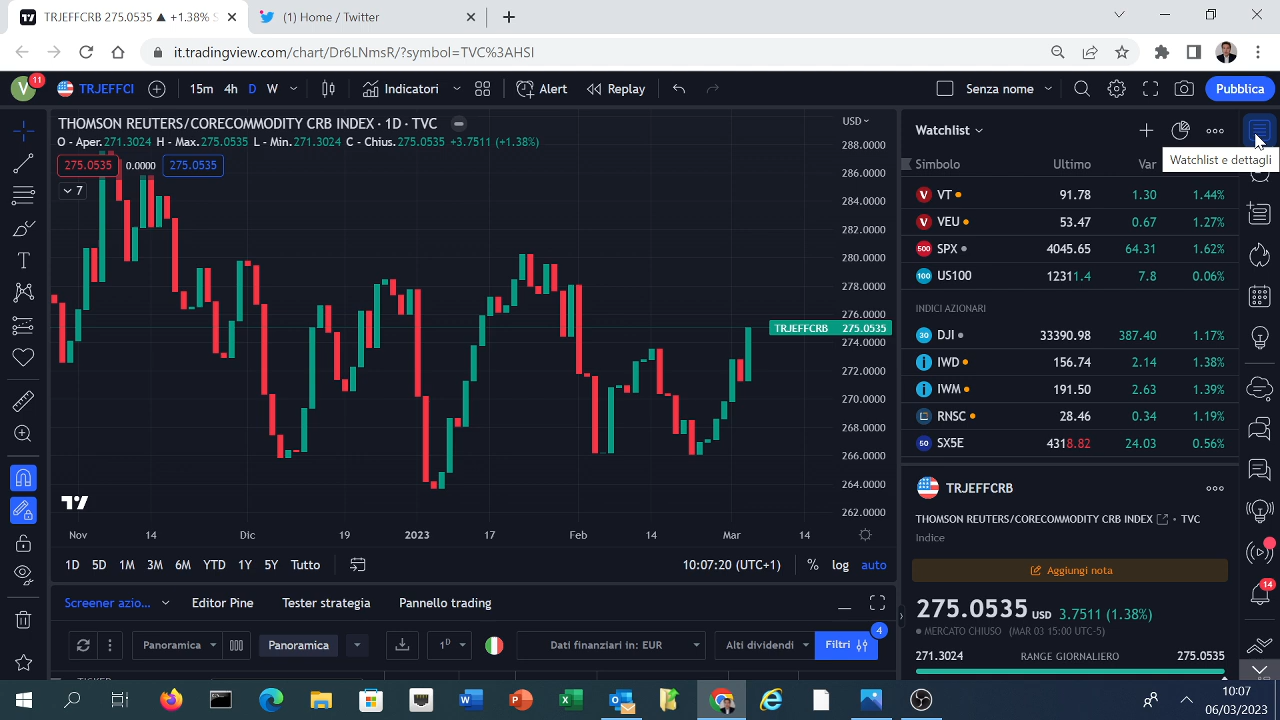 TRJEFFCI 275.0535 ▲ +1.38% S
(1) Home / Twitter
it.tradingview.com/chart/Dr6LNmsR/?symbol=TVC%3AHSI
V 11 TRJEFFCI 15m 4h D W Indicatori Alert Replay Senza nome Pubblica
THOMSON REUTERS/CORECOMMODITY CRB INDEX · 1D · TVC
O - Aper.271.3024 H - Max.275.0535 L - Min.271.3024 C - Chius.275.0535 +3.7511 (+1.38%)
275.0535 0.0000 275.0535
7
USD
288.0000
286.0000
284.0000
282.0000
280.0000
278.0000
276.0000
TRJEFFCRB 275.0535
274.0000
272.0000
270.0000
268.0000
266.0000
264.0000
262.0000
Nov 14 Dic 19 2023 17 Feb 14 Mar 14
1D 5D 1M 3M 6M YTD 1Y 5Y Tutto 10:07:20 (UTC+1) % log auto
Screener azio... Editor Pine Tester strategia Pannello trading
Panoramica Panoramica 1D Dati finanziari in: EUR Alti dividendi Filtri 4
TICKER
Watchlist
Watchlist e dettagli
Simbolo Ultimo Var
V VT 91.78 1.30 1.44%
V VEU 53.47 0.67 1.27%
500 SPX 4045.65 64.31 1.62%
100 US100 12311.4 7.8 0.06%
INDICI AZIONARI
30 DJI 33390.98 387.40 1.17%
IWD 156.74 2.14 1.38%
IWM 191.50 2.63 1.39%
RNSC 28.46 0.34 1.19%
50 SX5E 4318.82 24.03 0.56%
TRJEFFCRB
THOMSON REUTERS/CORECOMMODITY CRB INDEX · TVC
Indice
Aggiungi nota
275.0535 USD 3.7511 (1.38%)
MERCATO CHIUSO (MAR 03 15:00 UTC-5)
271.3024 RANGE GIORNALIERO 275.0535
14
10:07
06/03/2023